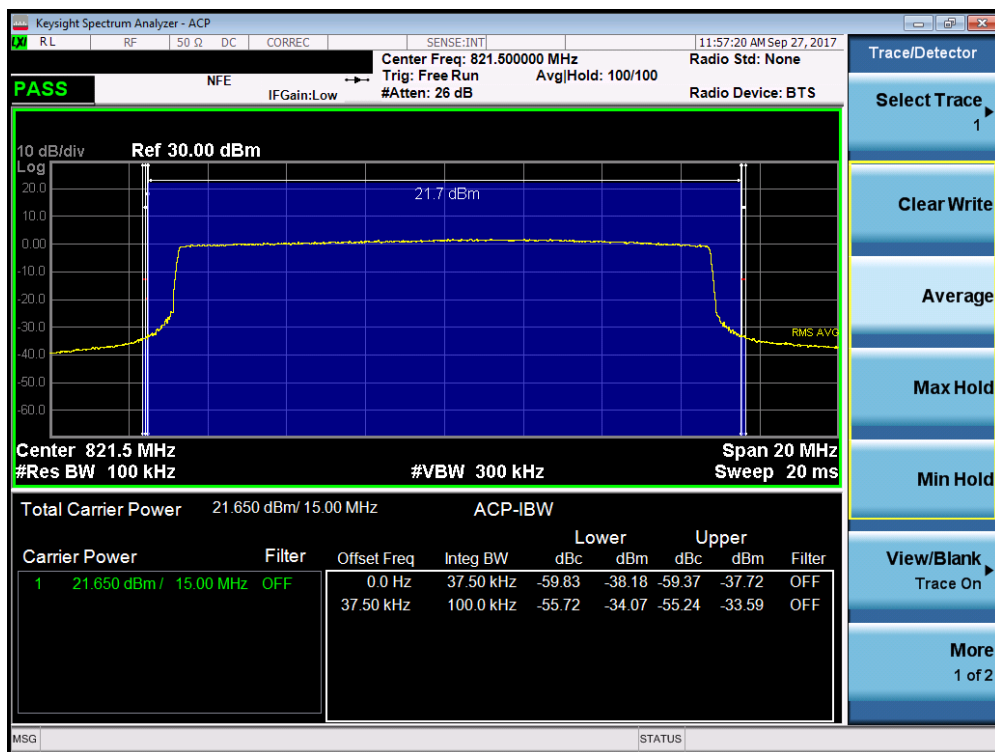 Keysight Spectrum Analyzer - ACP
LXI RL RF 50 Ω DC CORREC SENSE:INT 11:57:20 AM Sep 27, 2017
Center Freq: 821.500000 MHz Radio Std: None
NFE Trig: Free Run Avg|Hold: 100/100
PASS IFGain:Low #Atten: 26 dB Radio Device: BTS
10 dB/div Ref 30.00 dBm
Log
20.0
21.7 dBm
10.0
0.00
-10.0
-20.0
-30.0
RMS AVG
-40.0
-50.0
-60.0
Center 821.5 MHz Span 20 MHz
#Res BW 100 kHz #VBW 300 kHz Sweep 20 ms
Total Carrier Power 21.650 dBm/ 15.00 MHz ACP-IBW
Lower Upper
Carrier Power Filter Offset Freq Integ BW dBc dBm dBc dBm Filter
1 21.650 dBm / 15.00 MHz OFF 0.0 Hz 37.50 kHz -59.83 -38.18 -59.37 -37.72 OFF
37.50 kHz 100.0 kHz -55.72 -34.07 -55.24 -33.59 OFF
MSG STATUS
Trace/Detector
Select Trace
1
Clear Write
Average
Max Hold
Min Hold
View/Blank
Trace On
More
1 of 2